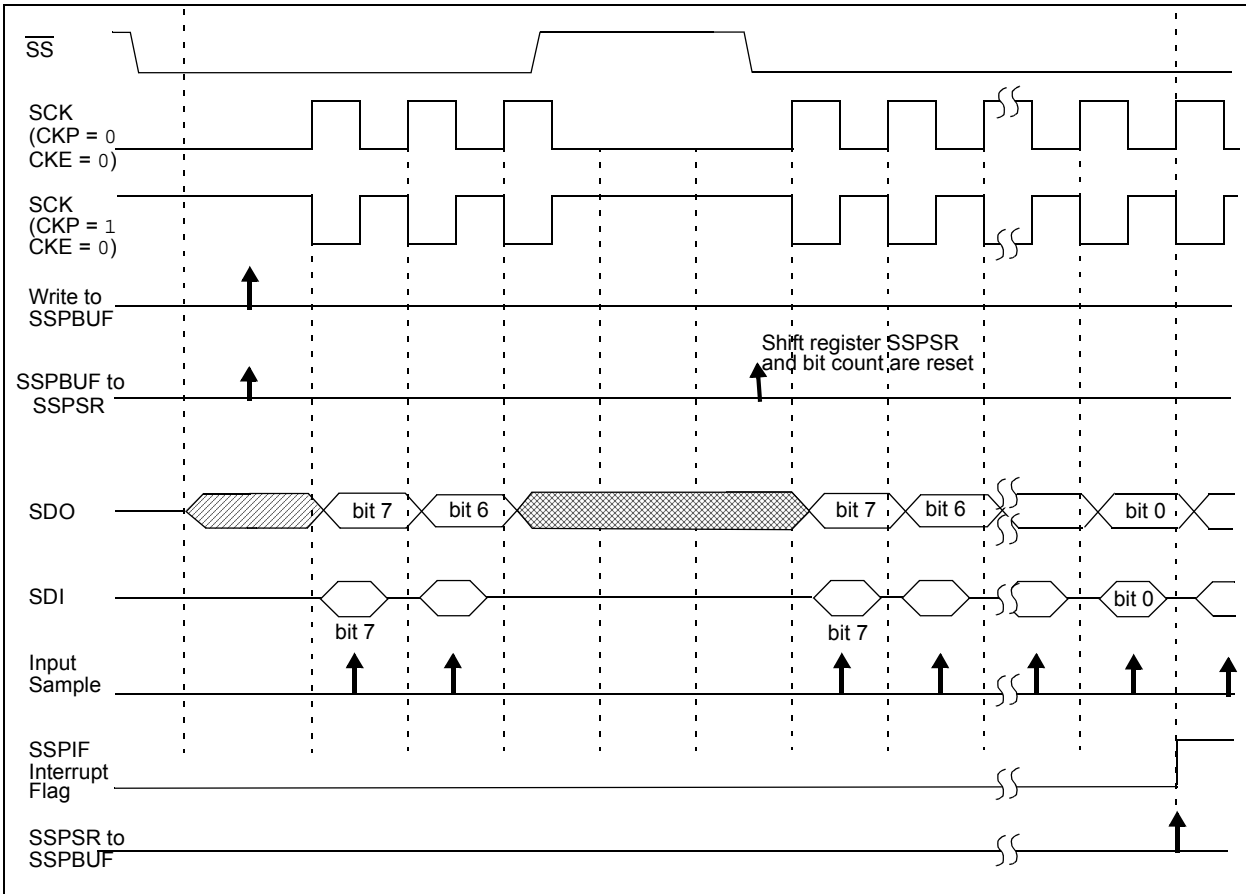 SS
SCK
(CKP = 0
CKE = 0)
SCK
(CKP = 1
CKE = 0)
Write to
SSPBUF
Shift register SSPSR
and bit count are reset
SSPBUF to
SSPSR
SDO
bit 7
bit 6
bit 7
bit 6
bit 0
SDI
bit 0
bit 7
bit 7
Input
Sample
SSPIF
Interrupt
Flag
SSPSR to
SSPBUF